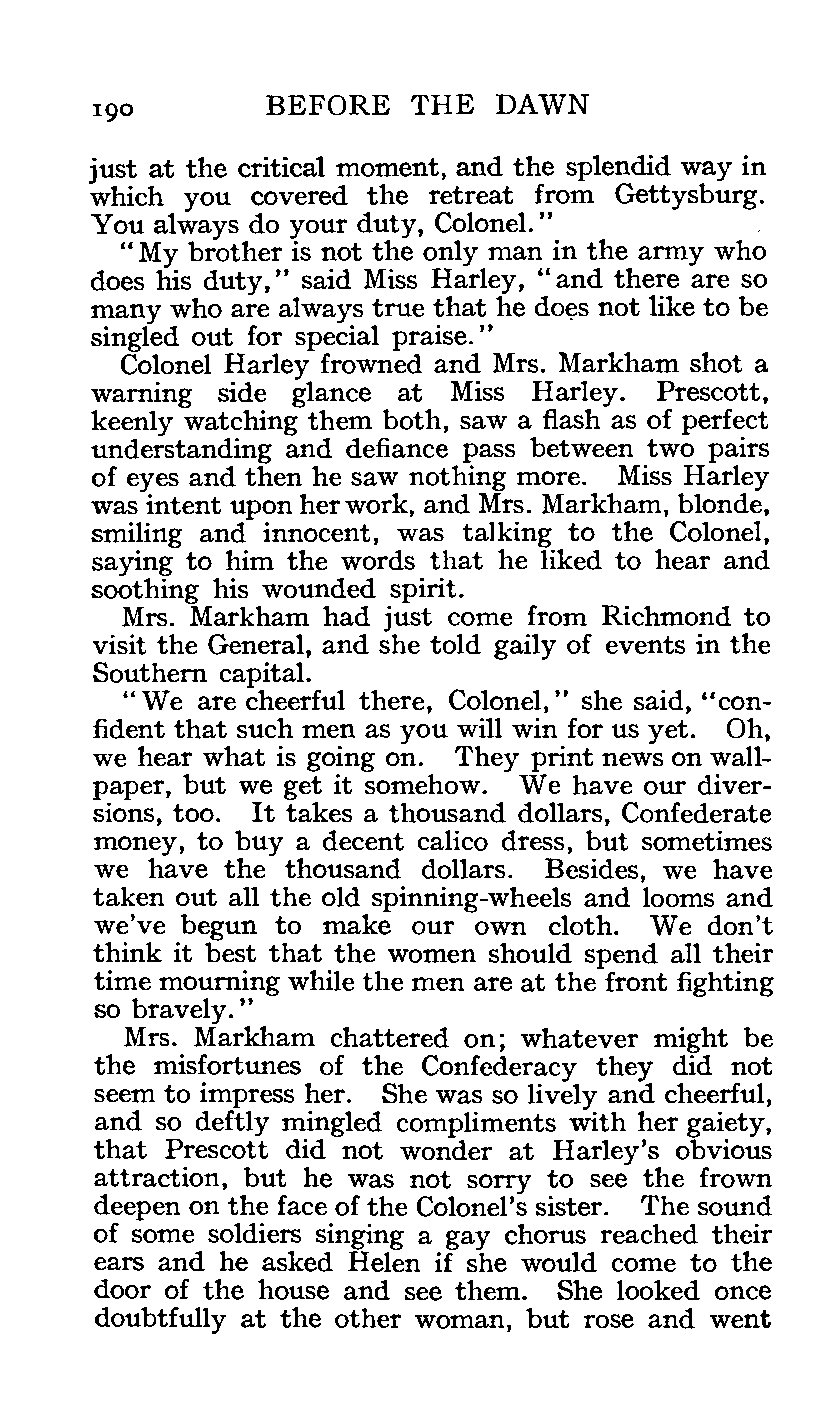 190 BEFORE THE DAWN
just at the critical moment, and the splendid way in
which you covered the retreat from Gettysburg.
You always do your duty, Colonel."
"My brother is not the only man in the army who
does his duty," said Miss Harley, "and there are so
many who are always true that he does not like to be
singled out for special praise."
Colonel Harley frowned and Mrs. Markham shot a
warning side glance at Miss Harley. Prescott,
keenly watching them both, saw a flash as of perfect
understanding and defiance pass between two pairs
of eyes and then he saw nothing more. Miss Harley
was intent upon her work, and Mrs. Markham, blonde,
smiling and innocent, was talking to the Colonel,
saying to him the words that he liked to hear and
soothing his wounded spirit.
Mrs. Markham had just come from Richmond to
visit the General, and she told gaily of events in the
Southern capital.
"We are cheerful there, Colonel," she said, "con-
fident that such men as you will win for us yet. Oh,
we hear what is going on. They print news on wall-
paper, but we get it somehow. We have our diver-
sions, too. It takes a thousand dollars, Confederate
money, to buy a decent calico dress, but sometimes
we have the thousand dollars. Besides, we have
taken out all the old spinning-wheels and looms and
we've begun to make our own cloth. We don't
think it best that the women should spend all their
time mourning while the men are at the front fighting
so bravely."
Mrs. Markham chattered on; whatever might be
the misfortunes of the Confederacy they did not
seem to impress her. She was so lively and cheerful,
and so deftly mingled compliments with her gaiety,
that Prescott did not wonder at Harley's obvious
attraction, but he was not sorry to see the frown
deepen on the face of the Colonel's sister. The sound
of some soldiers singing a gay chorus reached their
ears and he asked Helen if she would come to the
door of the house and see them. She looked once
doubtfully at the other woman, but rose and went